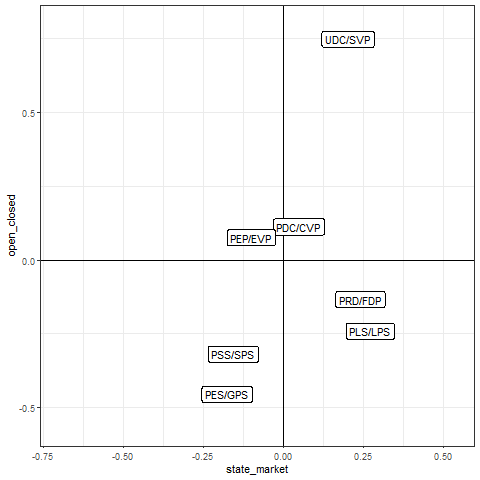 UDC/SVP
0.5
PDC/CVP
PEP/EVP
open_closed
0.0
PRD/FDP
PLS/LPS
PSS/SPS
PES/GPS
-0.5
-0.75
-0.50
-0.25
0.00
0.25
0.50
state_market